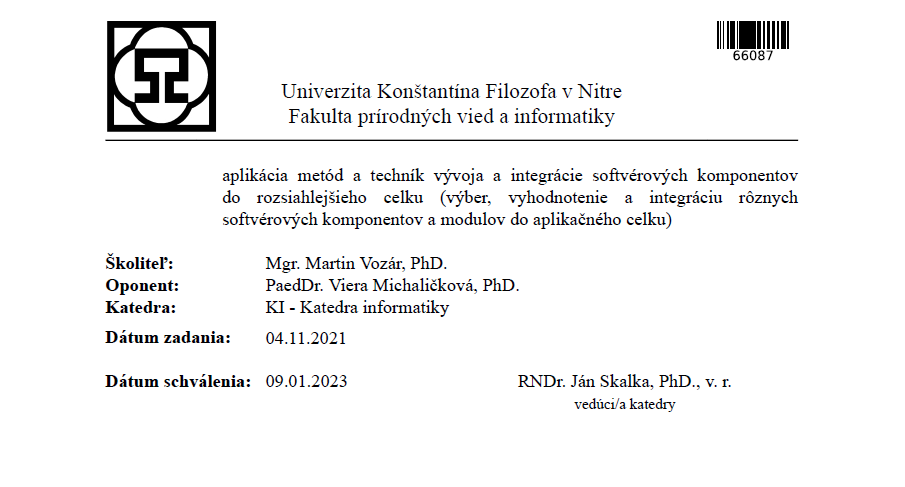 66087
Univerzita Konštantína Filozofa v Nitre
Fakulta prírodných vied a informatiky
aplikácia metód a techník vývoja a integrácie softvérových komponentov
do rozsiahlejšieho celku (výber, vyhodnotenie a integráciu rôznych
softvérových komponentov a modulov do aplikačného celku)
Školiteľ: Mgr. Martin Vozár, PhD.
Oponent: PaedDr. Viera Michaličková, PhD.
Katedra: KI - Katedra informatiky
Dátum zadania: 04.11.2021
Dátum schválenia: 09.01.2023 RNDr. Ján Skalka, PhD., v. r.
vedúci/a katedry